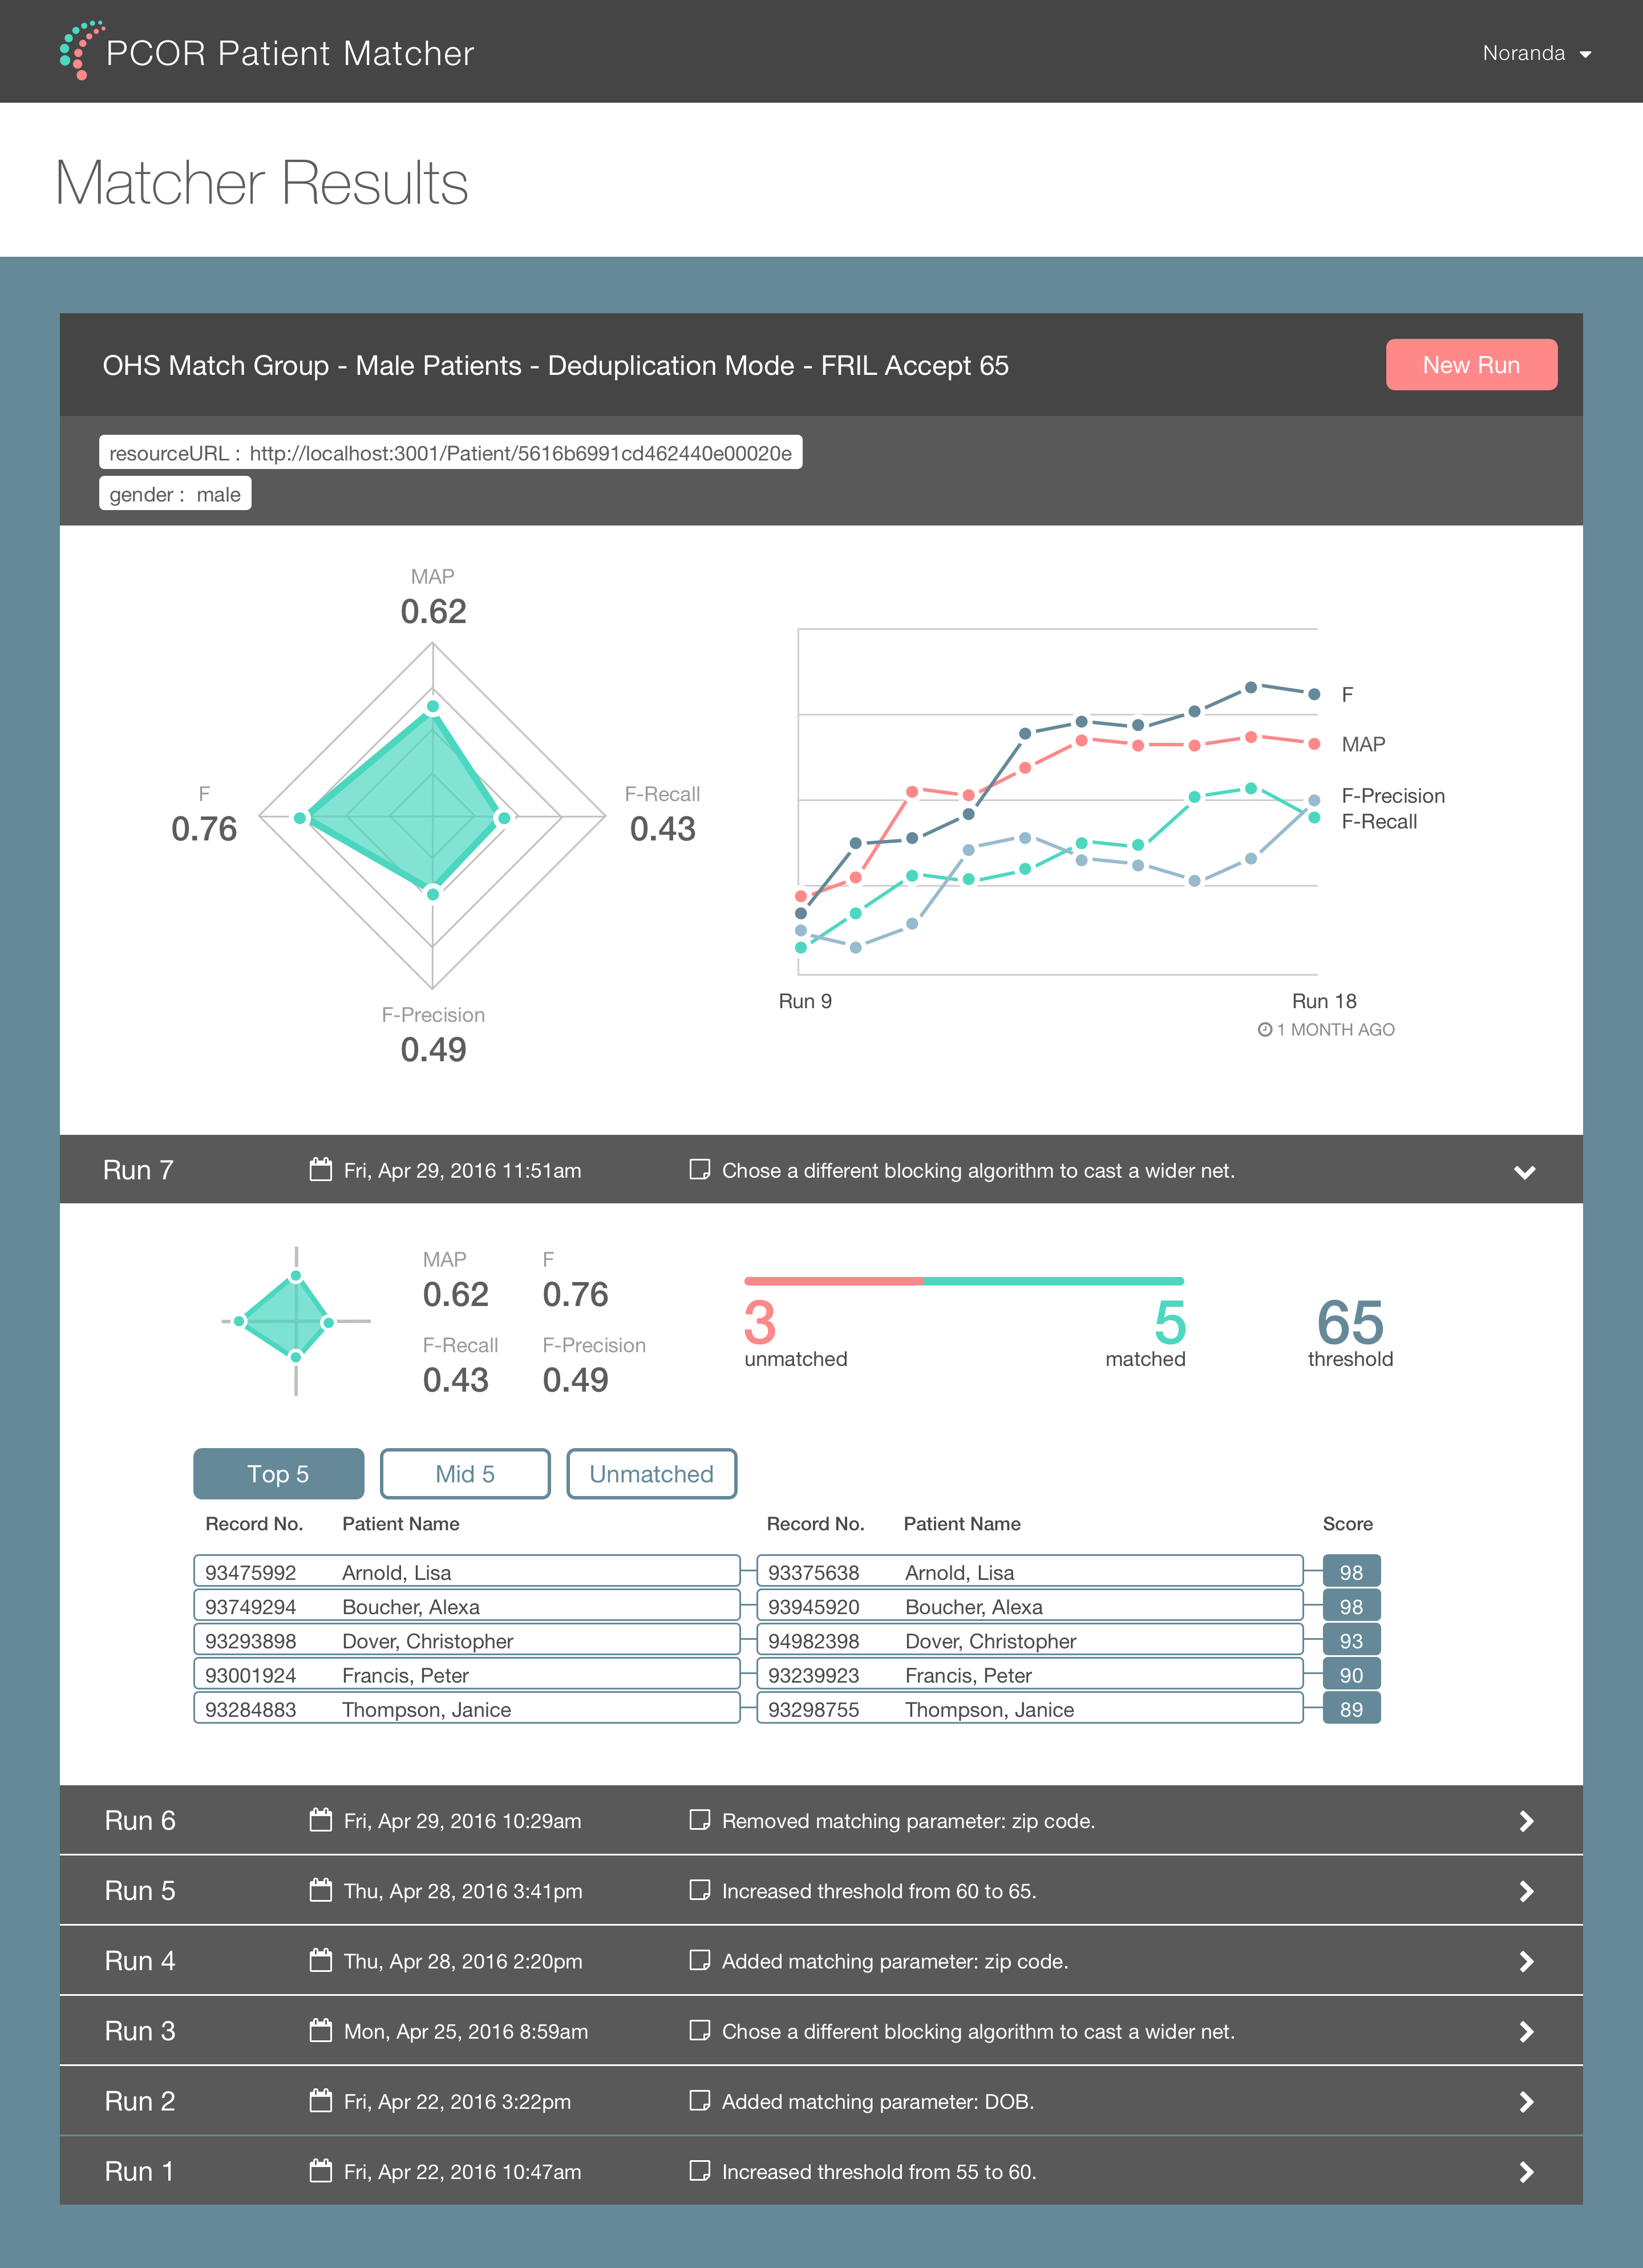 PCOR Patient Matcher
Noranda
Matcher Results
OHS Match Group - Male Patients - Deduplication Mode - FRIL Accept 65
New Run
resourceURL : http://localhost:3001/Patient/5616b6991cd462440e00020e
gender : male
MAP
0.62
F
0.76
F-Recall
0.43
F-Precision
0.49
F
MAP
F-Precision
F-Recall
Run 9
Run 18
1 MONTH AGO
Run 7 Fri, Apr 29, 2016 11:51am Chose a different blocking algorithm to cast a wider net.
MAP F
0.62 0.76
F-Recall F-Precision
0.43 0.49
3 5 65
unmatched matched threshold
Top 5 Mid 5 Unmatched
Record No. Patient Name Record No. Patient Name Score
93475992 Arnold, Lisa 93375638 Arnold, Lisa 98
93749294 Boucher, Alexa 93945920 Boucher, Alexa 98
93293898 Dover, Christopher 94982398 Dover, Christopher 93
93001924 Francis, Peter 93239923 Francis, Peter 90
93284883 Thompson, Janice 93298755 Thompson, Janice 89
Run 6 Fri, Apr 29, 2016 10:29am Removed matching parameter: zip code.
Run 5 Thu, Apr 28, 2016 3:41pm Increased threshold from 60 to 65.
Run 4 Thu, Apr 28, 2016 2:20pm Added matching parameter: zip code.
Run 3 Mon, Apr 25, 2016 8:59am Chose a different blocking algorithm to cast a wider net.
Run 2 Fri, Apr 22, 2016 3:22pm Added matching parameter: DOB.
Run 1 Fri, Apr 22, 2016 10:47am Increased threshold from 55 to 60.